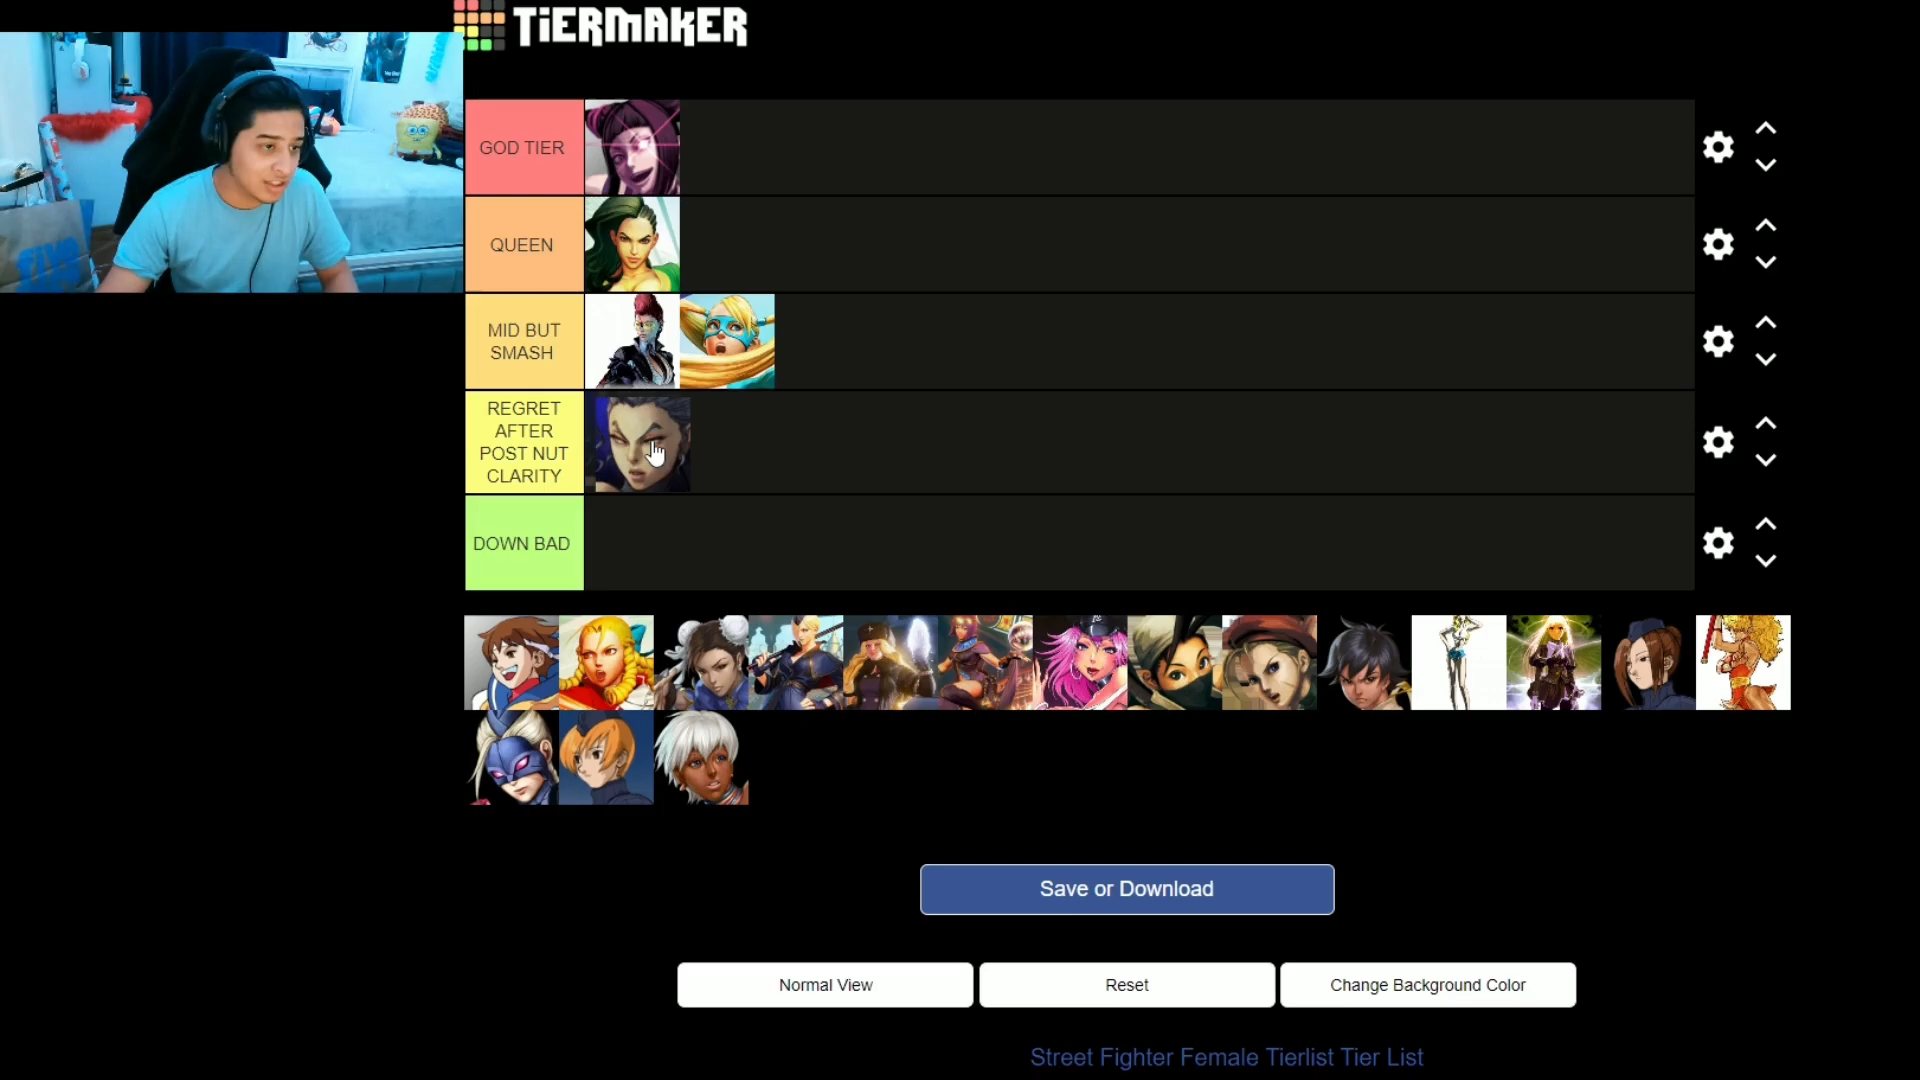 TiERMAKER
GOD TIER
QUEEN
MID BUT
SMASH
REGRET
AFTER
POST NUT
CLARITY
DOWN BAD
Save or Download
Normal View
Reset
Change Background Color
Street Fighter Female Tierlist Tier List